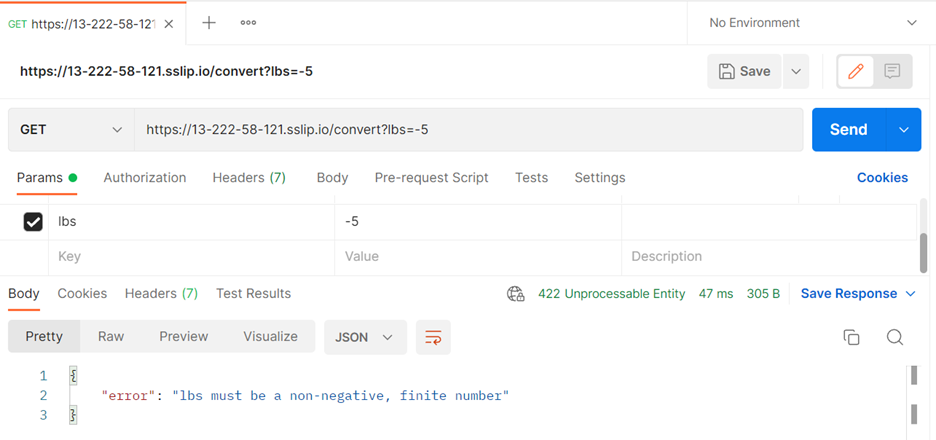 GET https://13-222-58-121
No Environment
https://13-222-58-121.sslip.io/convert?lbs=-5
Save
GET https://13-222-58-121.sslip.io/convert?lbs=-5 Send
Params Authorization Headers (7) Body Pre-request Script Tests Settings Cookies
lbs -5
Key Value Description
Body Cookies Headers (7) Test Results 422 Unprocessable Entity 47 ms 305 B Save Response
Pretty Raw Preview Visualize JSON
1 {
2 "error": "lbs must be a non-negative, finite number"
3 }